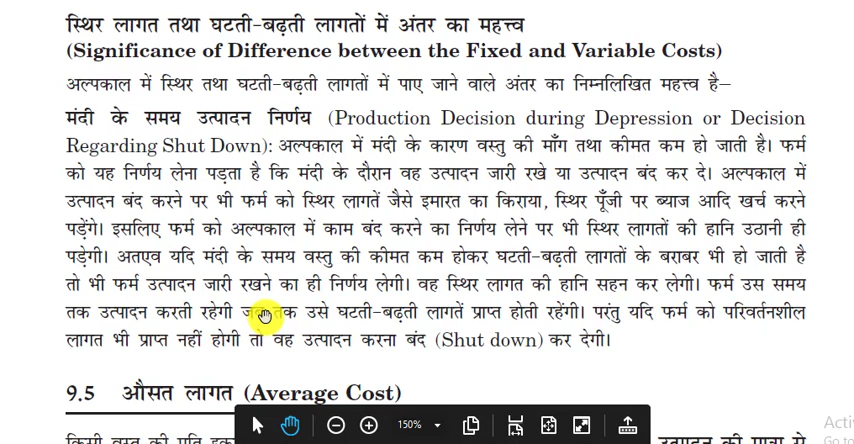 स्थिर लागत तथा घटती-बढ़ती लागतों में अंतर का महत्त्व
(Significance of Difference between the Fixed and Variable Costs)
अल्पकाल में स्थिर तथा घटती-बढ़ती लागतों में पाए जाने वाले अंतर का निम्नलिखित महत्त्व है–
मंदी के समय उत्पादन निर्णय (Production Decision during Depression or Decision
Regarding Shut Down): अल्पकाल में मंदी के कारण वस्तु की माँग तथा कीमत कम हो जाती है। फर्म
को यह निर्णय लेना पड़ता है कि मंदी के दौरान वह उत्पादन जारी रखे या उत्पादन बंद कर दे। अल्पकाल में
उत्पादन बंद करने पर भी फर्म को स्थिर लागतें जैसे इमारत का किराया, स्थिर पूँजी पर ब्याज आदि खर्च करने
पड़ेंगे। इसलिए फर्म को अल्पकाल में काम बंद करने का निर्णय लेने पर भी स्थिर लागतों की हानि उठानी ही
पड़ेगी। अतएव यदि मंदी के समय वस्तु की कीमत कम होकर घटती-बढ़ती लागतों के बराबर भी हो जाती है
तो भी फर्म उत्पादन जारी रखने का ही निर्णय लेगी। वह स्थिर लागत की हानि सहन कर लेगी। फर्म उस समय
तक उत्पादन करती रहेगी जब तक उसे घटती-बढ़ती लागतें प्राप्त होती रहेंगी। परंतु यदि फर्म को परिवर्तनशील
लागत भी प्राप्त नहीं होगी तो वह उत्पादन करना बंद (Shut down) कर देगी।
9.5 औसत लागत (Average Cost)
150%
किसी वस्तु की प्रति इका
उत्पादन की मात्रा से